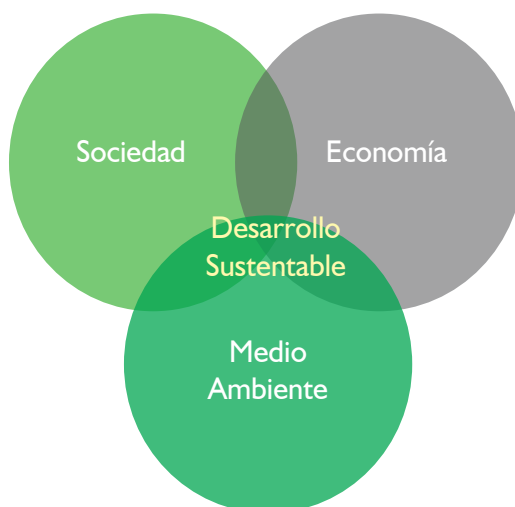 Sociedad
Economía
Desarrollo
Sustentable
Medio
Ambiente